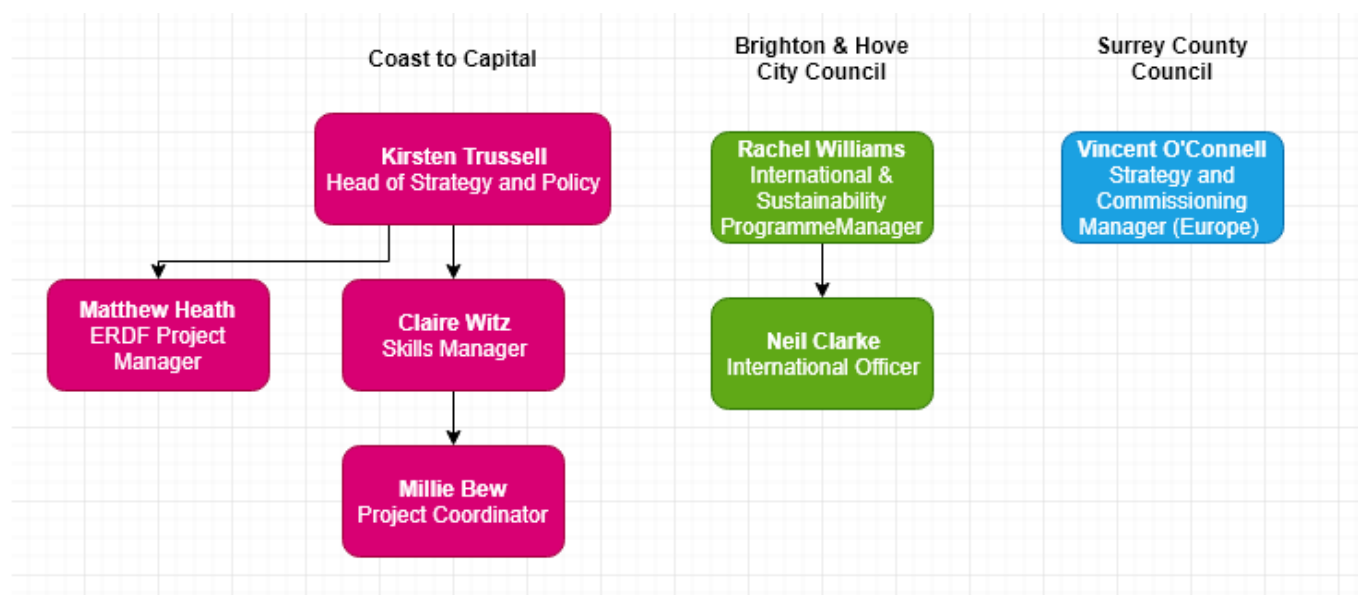 Coast to Capital
Brighton & Hove
City Council
Surrey County
Council
Kirsten Trussell
Head of Strategy and Policy
Rachel Williams
International &
Sustainability
ProgrammeManager
Vincent O'Connell
Strategy and
Commissioning
Manager (Europe)
Matthew Heath
ERDF Project
Manager
Claire Witz
Skills Manager
Neil Clarke
International Officer
Millie Bew
Project Coordinator